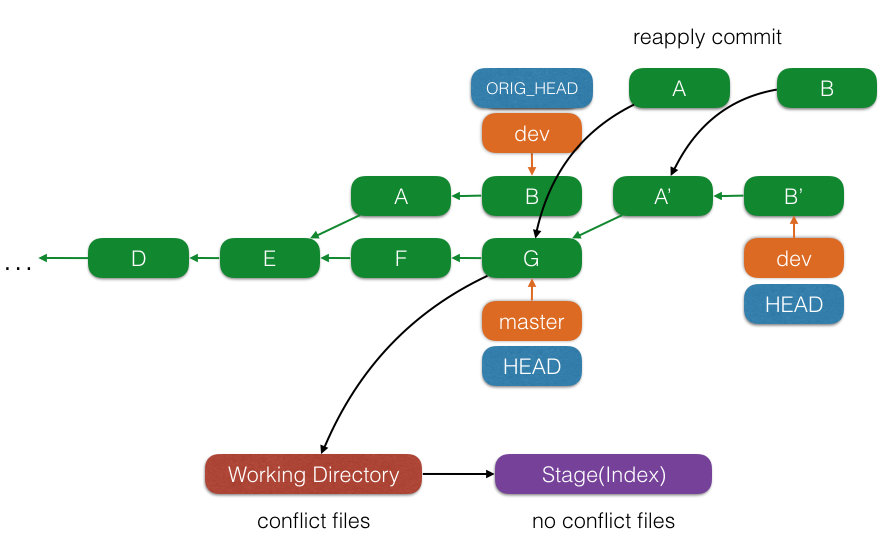 reapply commit
ORIG_HEAD
A
B
dev
A
B
A’
B’
...
D
E
F
G
dev
master
HEAD
HEAD
Working Directory
Stage(Index)
conflict files
no conflict files